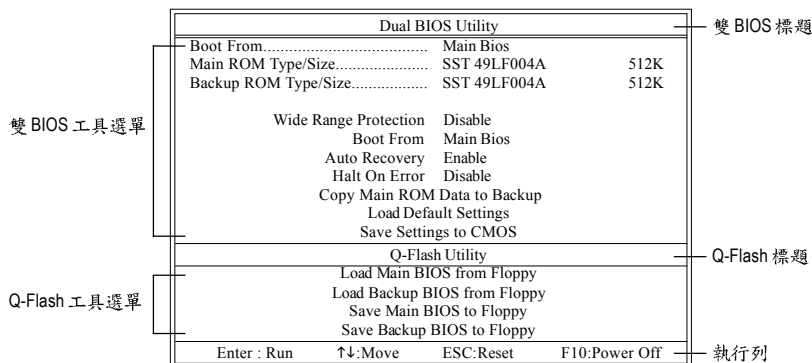 Dual BIOS Utility
雙 BIOS 標題
Boot From...................................... Main Bios
Main ROM Type/Size..................... SST 49LF004A 512K
Backup ROM Type/Size.................. SST 49LF004A 512K
雙 BIOS 工具選單
Wide Range Protection Disable
Boot From Main Bios
Auto Recovery Enable
Halt On Error Disable
Copy Main ROM Data to Backup
Load Default Settings
Save Settings to CMOS
Q-Flash Utility
Q-Flash 標題
Load Main BIOS from Floppy
Load Backup BIOS from Floppy
Q-Flash 工具選單
Save Main BIOS to Floppy
Save Backup BIOS to Floppy
Enter : Run ↑↓:Move ESC:Reset F10:Power Off
執行列